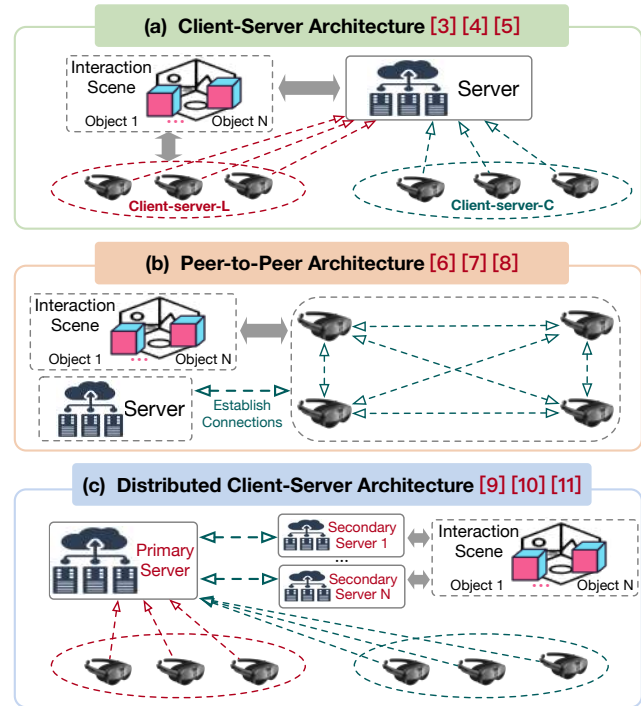 (a) Client-Server Architecture [3] [4] [5]
Interaction
Scene
Object 1
...
Object N
Server
Client-server-L
Client-server-C
(b) Peer-to-Peer Architecture [6] [7] [8]
Interaction
Scene
Object 1
...
Object N
Server
Establish
Connections
(c) Distributed Client-Server Architecture [9] [10] [11]
Primary
Server
Secondary
Server 1
...
Secondary
Server N
Interaction
Scene
Object 1
...
Object N